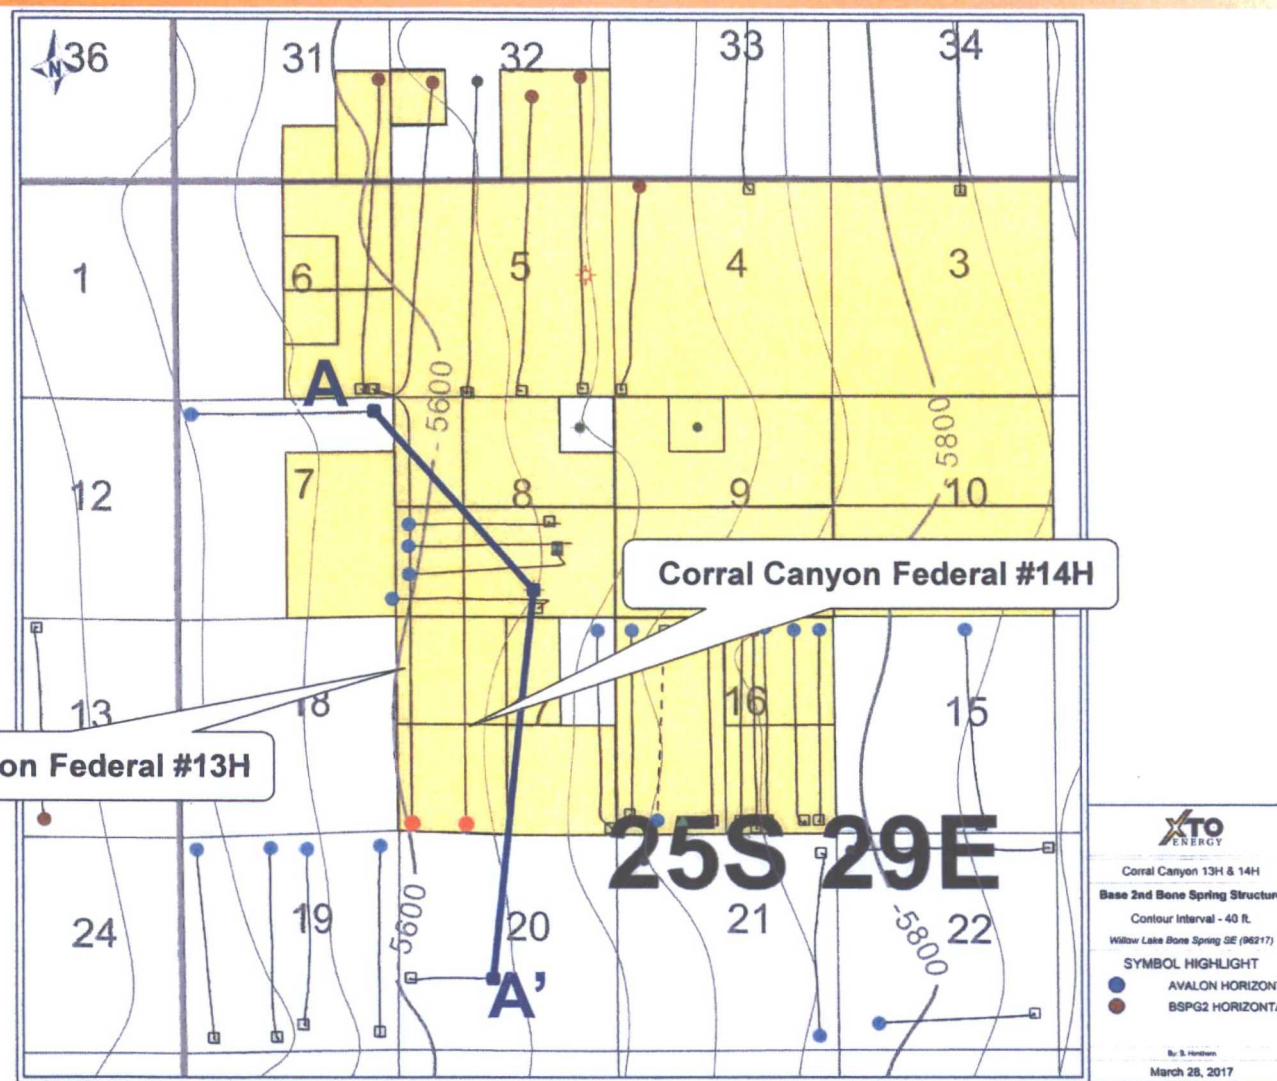 N
36 31 32 33 34
1 6 5 4 3
A
-5600
-5800
12 7 8 9 10
Corral Canyon Federal #14H
13 18 16 15
on Federal #13H
25S 29E
24 19 20 21 22
5600
-5800
A'
XTO
ENERGY
Corral Canyon 13H & 14H
Base 2nd Bone Spring Structure
Contour Interval - 40 ft.
Willow Lake Bone Spring SE (96217)
SYMBOL HIGHLIGHT
AVALON HORIZONT
BSPG2 HORIZONTA
March 28, 2017